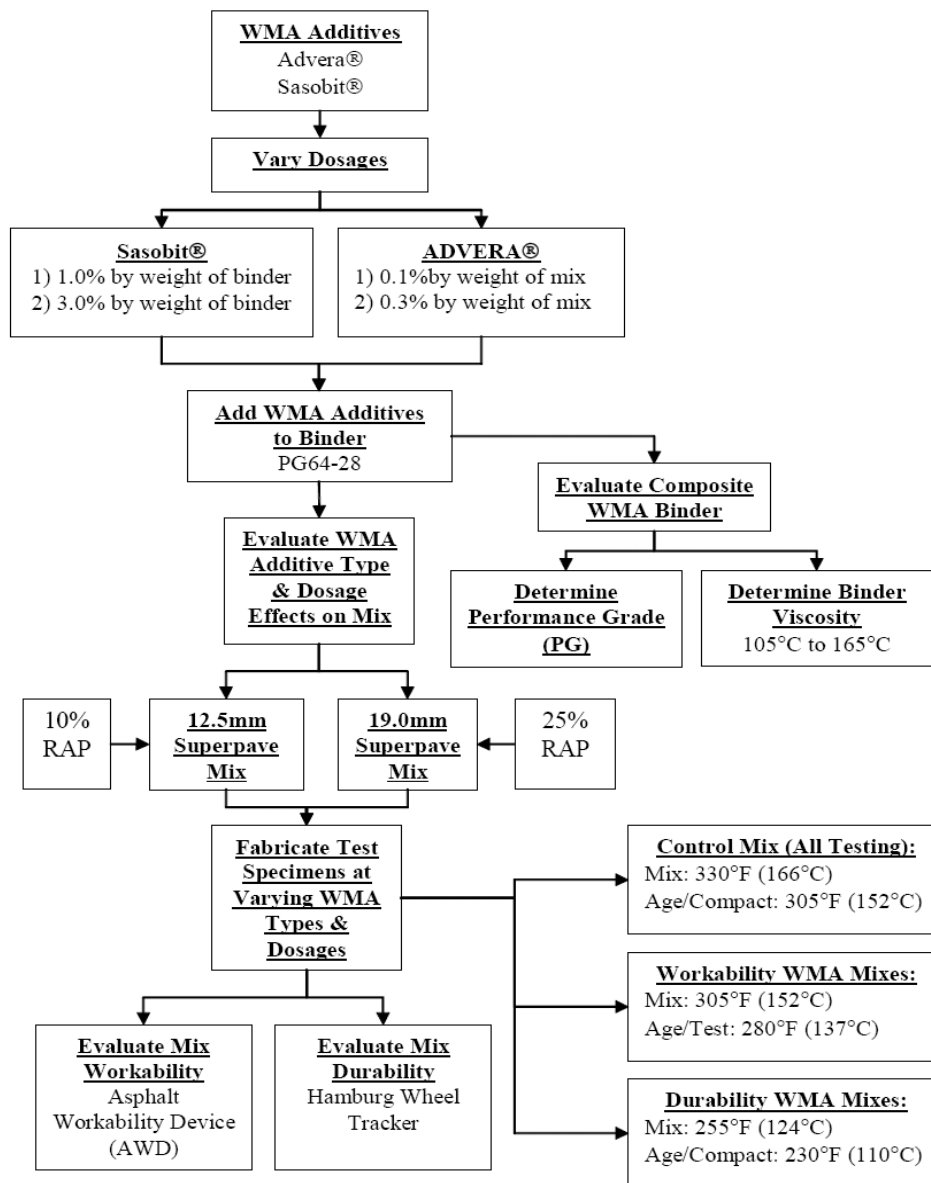 WMA Additives
Advera®
Sasobit®
Vary Dosages
Sasobit®
1) 1.0% by weight of binder
2) 3.0% by weight of binder
ADVERA®
1) 0.1%by weight of mix
2) 0.3% by weight of mix
Add WMA Additives
to Binder
PG64-28
Evaluate Composite
WMA Binder
Evaluate WMA
Additive Type
& Dosage
Effects on Mix
Determine
Performance Grade
(PG)
Determine Binder
Viscosity
105°C to 165°C
10%
RAP
12.5mm
Superpave
Mix
19.0mm
Superpave
Mix
25%
RAP
Fabricate Test
Specimens at
Varying WMA
Types &
Dosages
Control Mix (All Testing):
Mix: 330°F (166°C)
Age/Compact: 305°F (152°C)
Workability WMA Mixes:
Mix: 305°F (152°C)
Age/Test: 280°F (137°C)
Evaluate Mix
Workability
Asphalt
Workability Device
(AWD)
Evaluate Mix
Durability
Hamburg Wheel
Tracker
Durability WMA Mixes:
Mix: 255°F (124°C)
Age/Compact: 230°F (110°C)